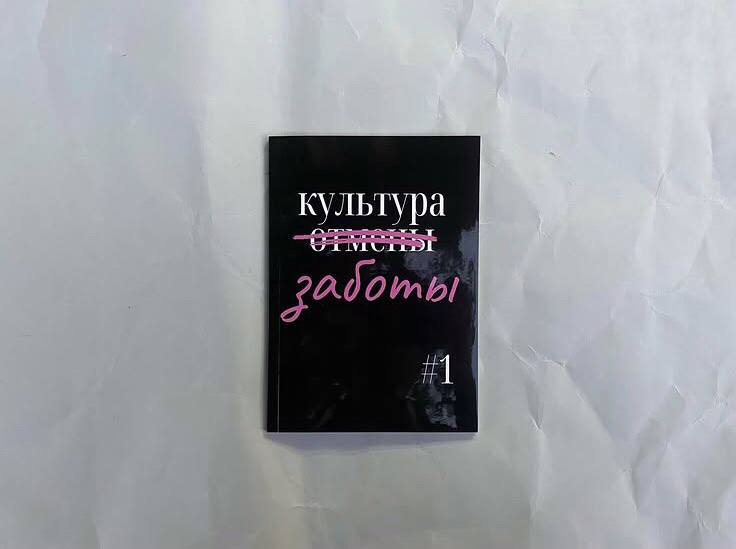 культура
отмены
заботы
#1